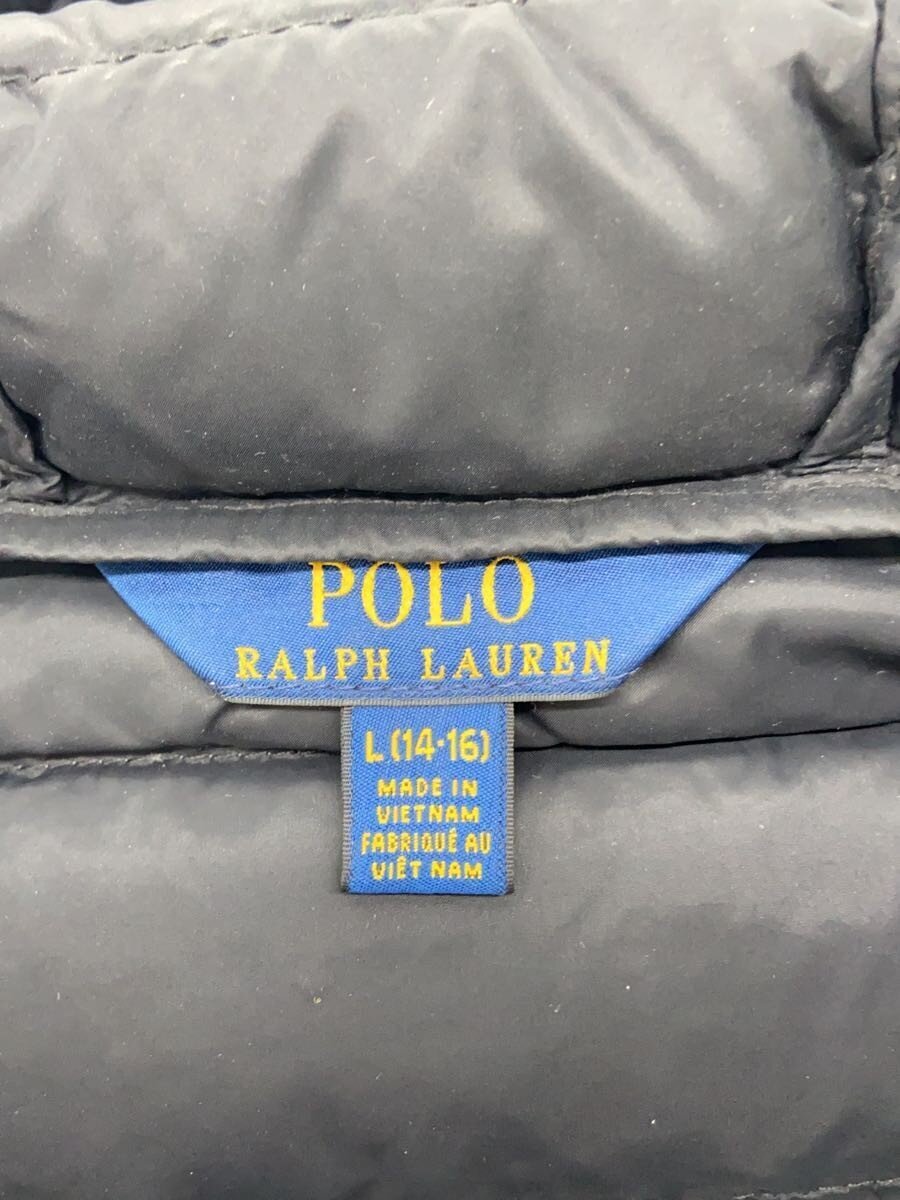 POLO
RALPH LAUREN
L (14·16)
MADE IN
VIETNAM
FABRIQUÉ AU
VIÊT NAM